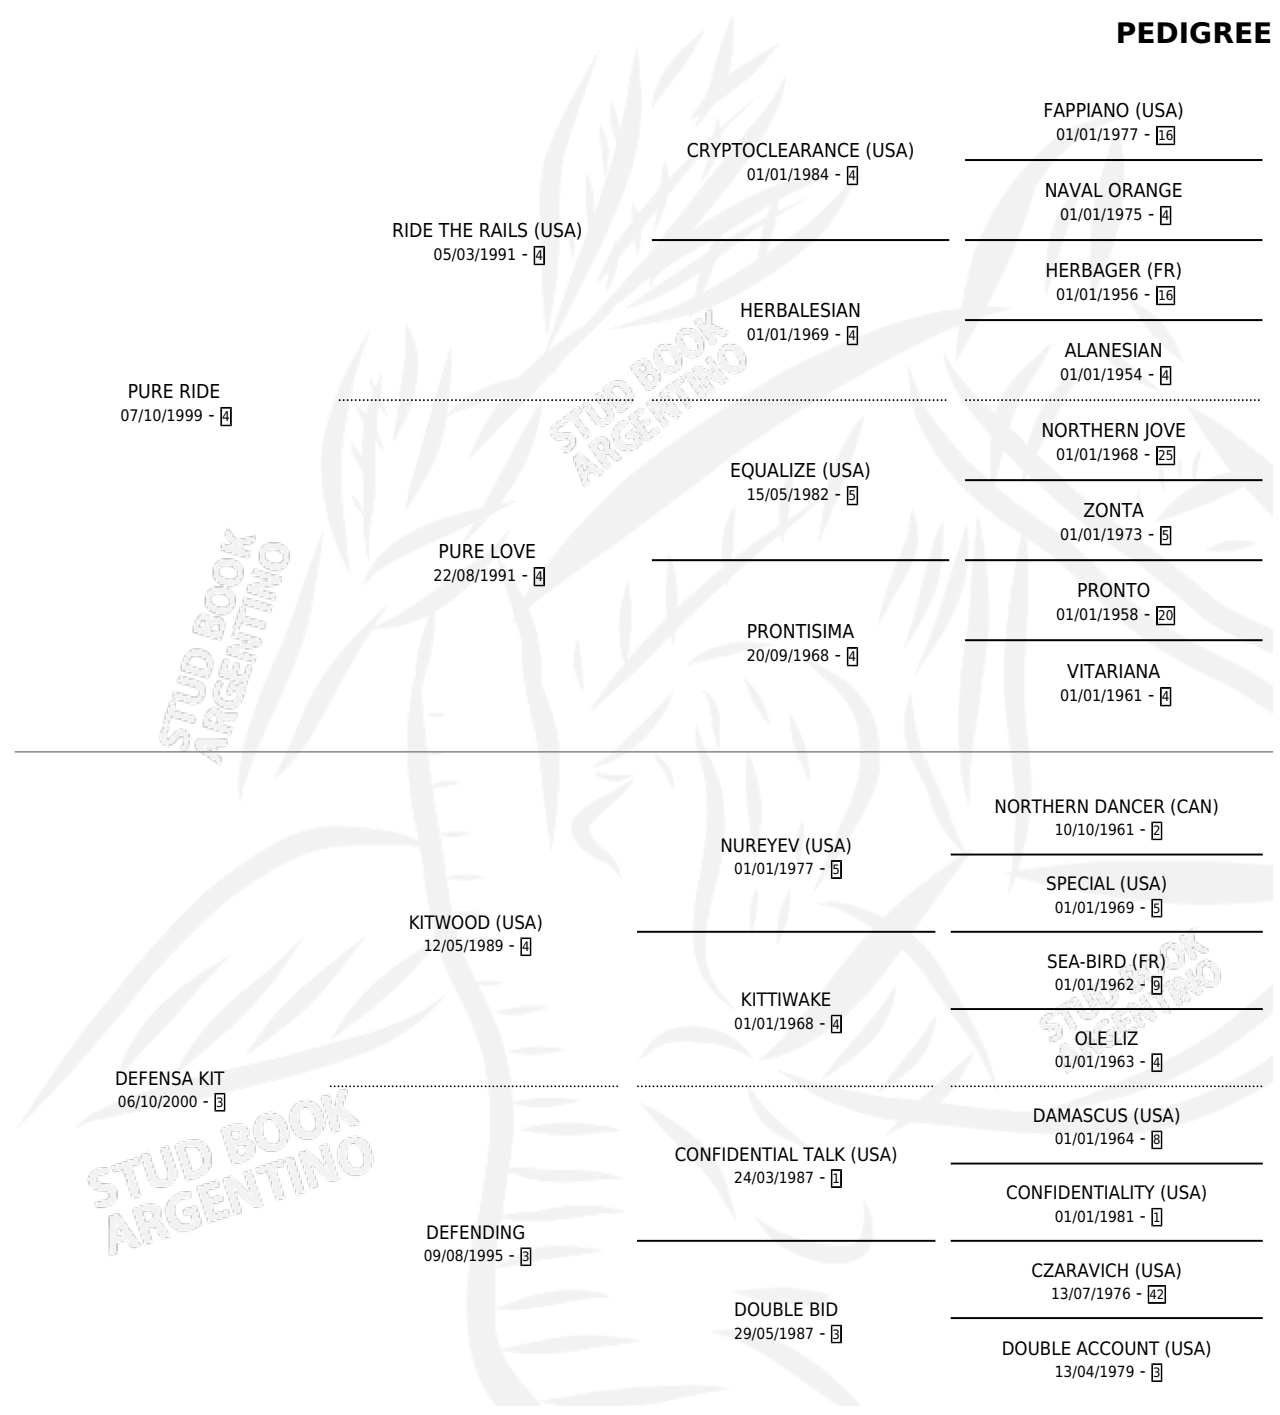 PEDIGREE
FAPPIANO (USA)
01/01/1977 - 16
CRYPTOCLEARANCE (USA)
01/01/1984 - 4
NAVAL ORANGE
01/01/1975 - 4
RIDE THE RAILS (USA)
05/03/1991 - 4
HERBAGER (FR)
01/01/1956 - 16
HERBALESIAN
01/01/1969 - 4
ALANESIAN
01/01/1954 - 4
PURE RIDE
07/10/1999 - 4
NORTHERN JOVE
01/01/1968 - 25
EQUALIZE (USA)
15/05/1982 - 5
ZONTA
01/01/1973 - 5
PURE LOVE
22/08/1991 - 4
PRONTO
01/01/1958 - 20
PRONTISIMA
20/09/1968 - 4
VITARIANA
01/01/1961 - 4
NORTHERN DANCER (CAN)
10/10/1961 - 2
NUREYEV (USA)
01/01/1977 - 5
SPECIAL (USA)
01/01/1969 - 5
KITWOOD (USA)
12/05/1989 - 4
SEA-BIRD (FR)
01/01/1962 - 9
KITTIWAKE
01/01/1968 - 4
OLE LIZ
01/01/1963 - 4
DEFENSA KIT
06/10/2000 - 3
DAMASCUS (USA)
01/01/1964 - 8
CONFIDENTIAL TALK (USA)
24/03/1987 - 1
CONFIDENTIALITY (USA)
01/01/1981 - 1
DEFENDING
09/08/1995 - 3
CZARAVICH (USA)
13/07/1976 - 42
DOUBLE BID
29/05/1987 - 3
DOUBLE ACCOUNT (USA)
13/04/1979 - 3
STUD BOOK
ARGENTINO
STUD BOOK
ARGENTINO
STUD BOOK
ARGENTINO
STUD BOOK
ARGENTINO